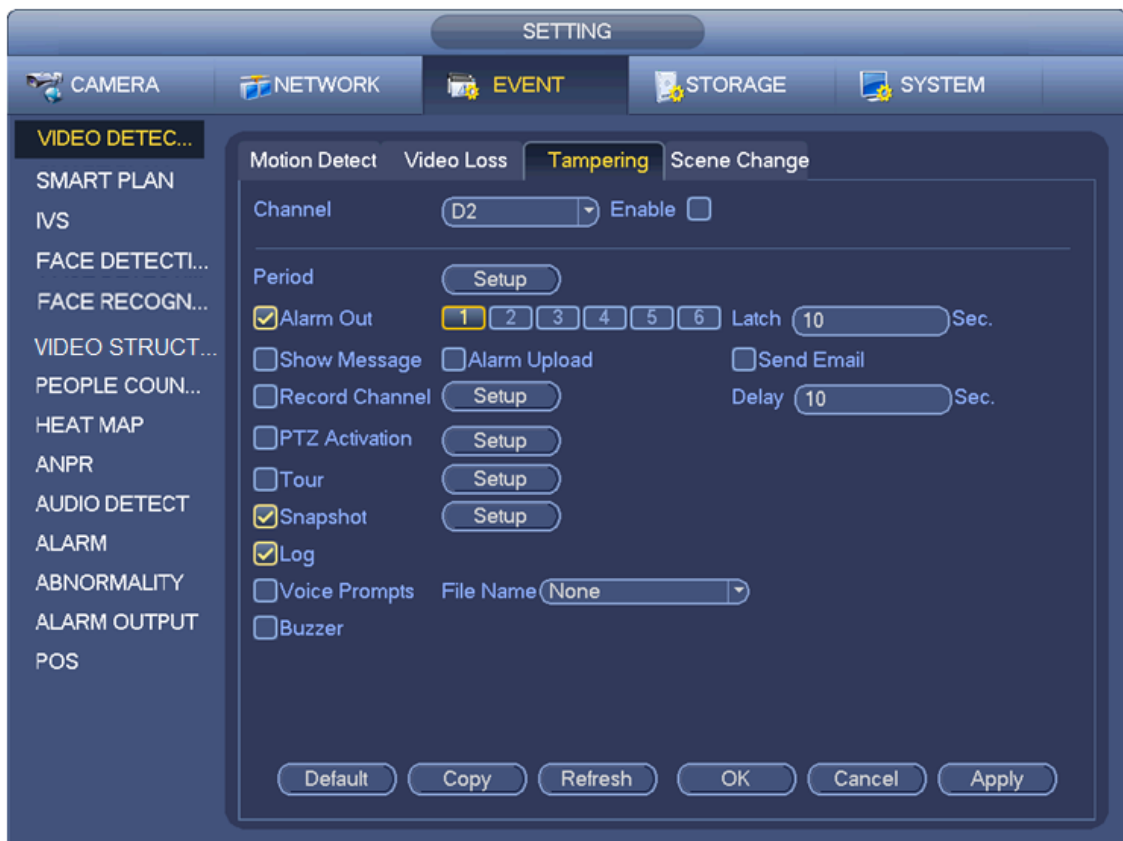 SETTING
CAMERA NETWORK EVENT STORAGE SYSTEM
VIDEO DETEC...
SMART PLAN
IVS
FACE DETECTI...
FACE RECOGN...
VIDEO STRUCT...
PEOPLE COUN...
HEAT MAP
ANPR
AUDIO DETECT
ALARM
ABNORMALITY
ALARM OUTPUT
POS
Motion Detect Video Loss Tampering Scene Change
Channel D2 Enable
Period Setup
Alarm Out 1 2 3 4 5 6 Latch 10 Sec.
Show Message Alarm Upload Send Email
Record Channel Setup Delay 10 Sec.
PTZ Activation Setup
Tour Setup
Snapshot Setup
Log
Voice Prompts File Name None
Buzzer
Default Copy Refresh OK Cancel Apply